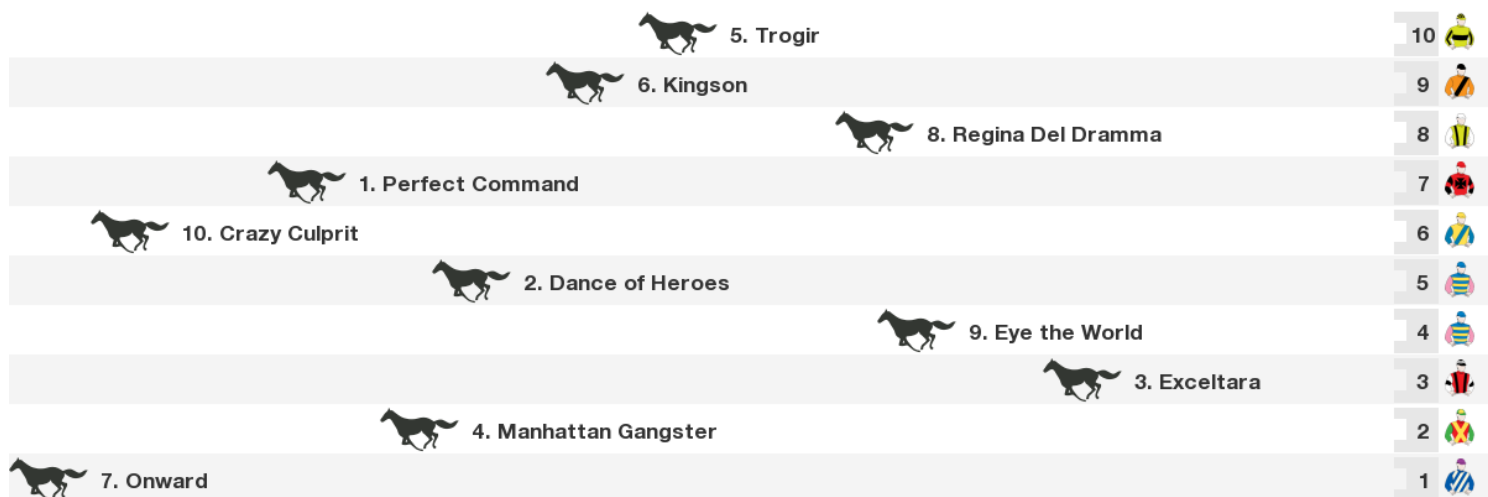 5. Trogir 10
6. Kingson 9
8. Regina Del Dramma 8
1. Perfect Command 7
10. Crazy Culprit 6
2. Dance of Heroes 5
9. Eye the World 4
3. Exceltara 3
4. Manhattan Gangster 2
7. Onward 1